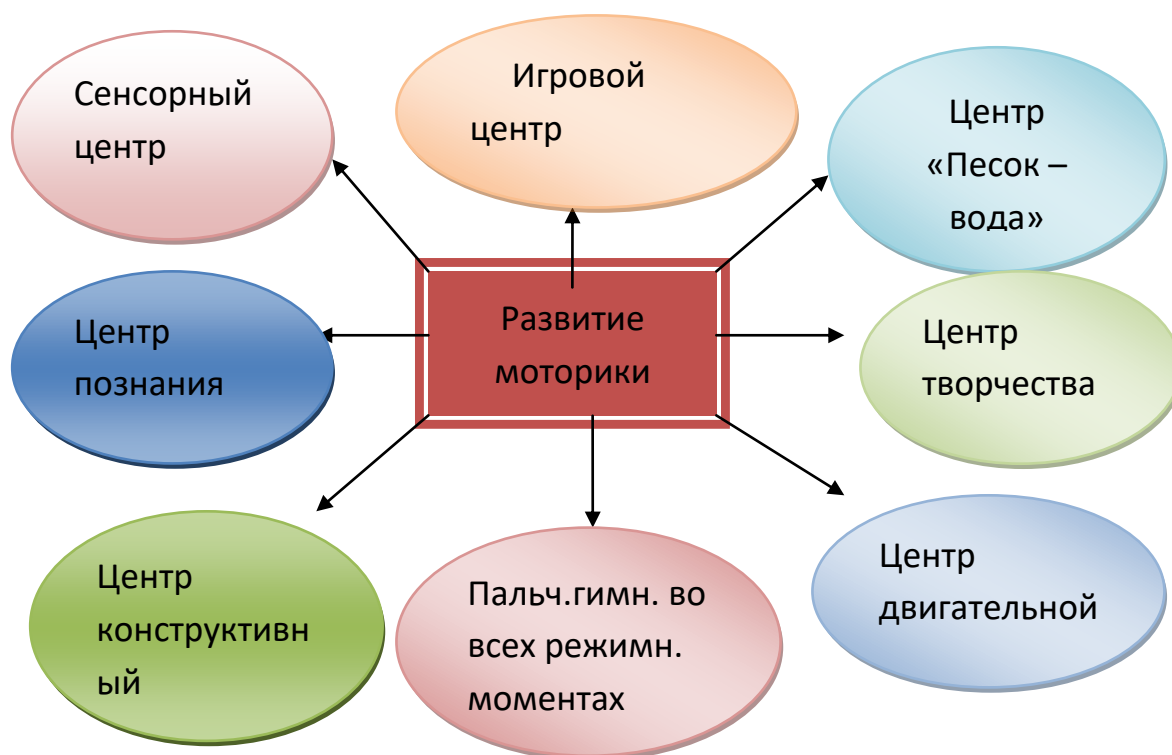 Сенсорный
центр
Игровой
центр
Центр
«Песок –
вода»
Центр
познания
Развитие
моторики
Центр
творчества
Центр
конструктивн
ый
Пальч.гимн. во
всех режимн.
моментах
Центр
двигательной